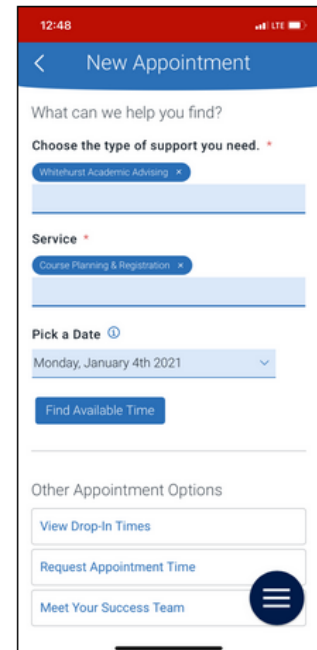 12:48
LTE
New Appointment
What can we help you find?
Choose the type of support you need. *
Whitehurst Academic Advising ×
Service *
Course Planning & Registration ×
Pick a Date
Monday, January 4th 2021
Find Available Time
Other Appointment Options
View Drop-In Times
Request Appointment Time
Meet Your Success Team